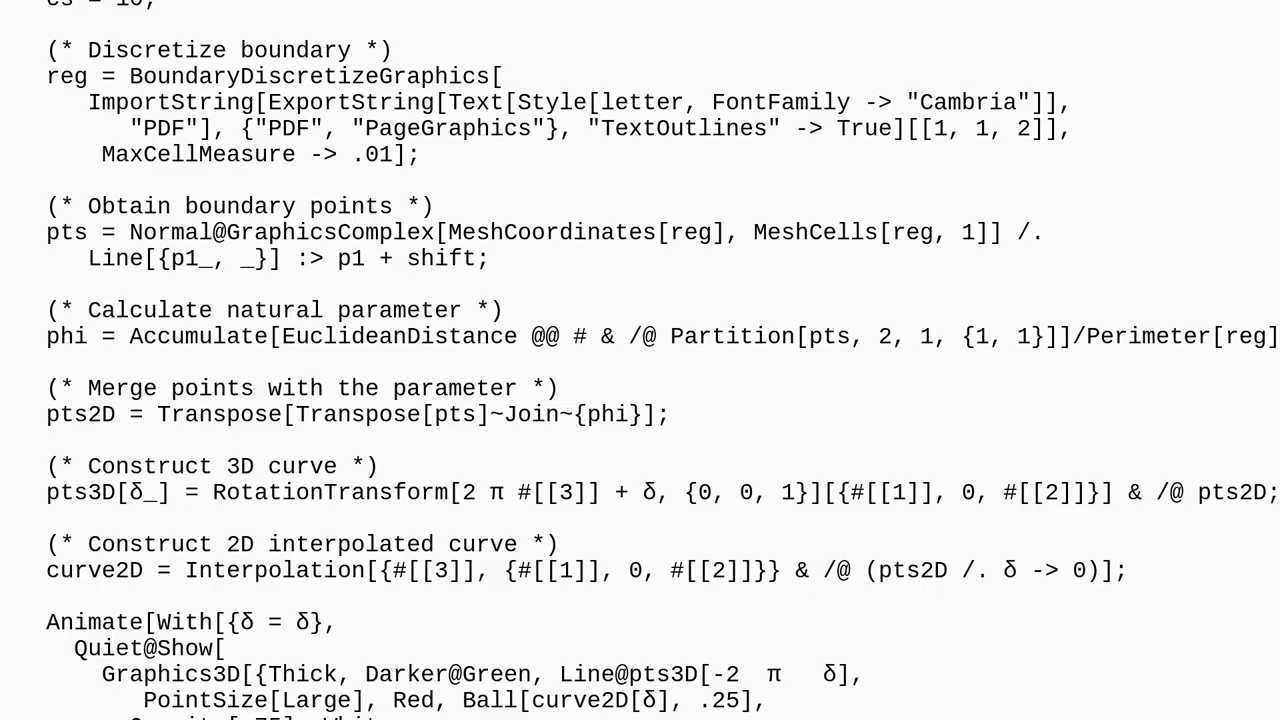 cs = 10;
(* Discretize boundary *)
reg = BoundaryDiscretizeGraphics[
ImportString[ExportString[Text[Style[letter, FontFamily -> "Cambria"]],
"PDF"], {"PDF", "PageGraphics"}, "TextOutlines" -> True][[1, 1, 2]],
MaxCellMeasure -> .01];
(* Obtain boundary points *)
pts = Normal@GraphicsComplex[MeshCoordinates[reg], MeshCells[reg, 1]] /.
Line[{p1_, _}] :> p1 + shift;
(* Calculate natural parameter *)
phi = Accumulate[EuclideanDistance @@ # & /@ Partition[pts, 2, 1, {1, 1}]]/Perimeter[reg]
(* Merge points with the parameter *)
pts2D = Transpose[Transpose[pts]~Join~{phi}];
(* Construct 3D curve *)
pts3D[δ_] = RotationTransform[2 π #[[3]] + δ, {0, 0, 1}][{#[[1]], 0, #[[2]]}] & /@ pts2D;
(* Construct 2D interpolated curve *)
curve2D = Interpolation[{#[[3]], {#[[1]], 0, #[[2]]}} & /@ (pts2D /. δ -> 0)];
Animate[With[{δ = δ},
Quiet@Show[
Graphics3D[{Thick, Darker@Green, Line@pts3D[-2 π δ],
PointSize[Large], Red, Ball[curve2D[δ], .25],